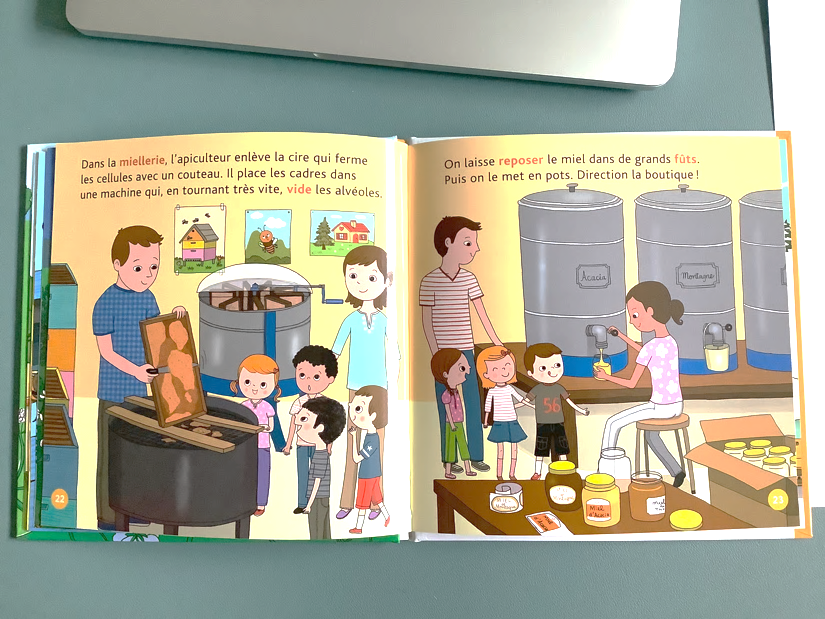 Dans la miellerie, l'apiculteur enlève la cire qui ferme
les cellules avec un couteau. Il place les cadres dans
une machine qui, en tournant très vite, vide les alvéoles.
22
On laisse reposer le miel dans de grands fûts.
Puis on le met en pots. Direction la boutique !
Acacia
Montagne
56
Miel
d'Acacia
23